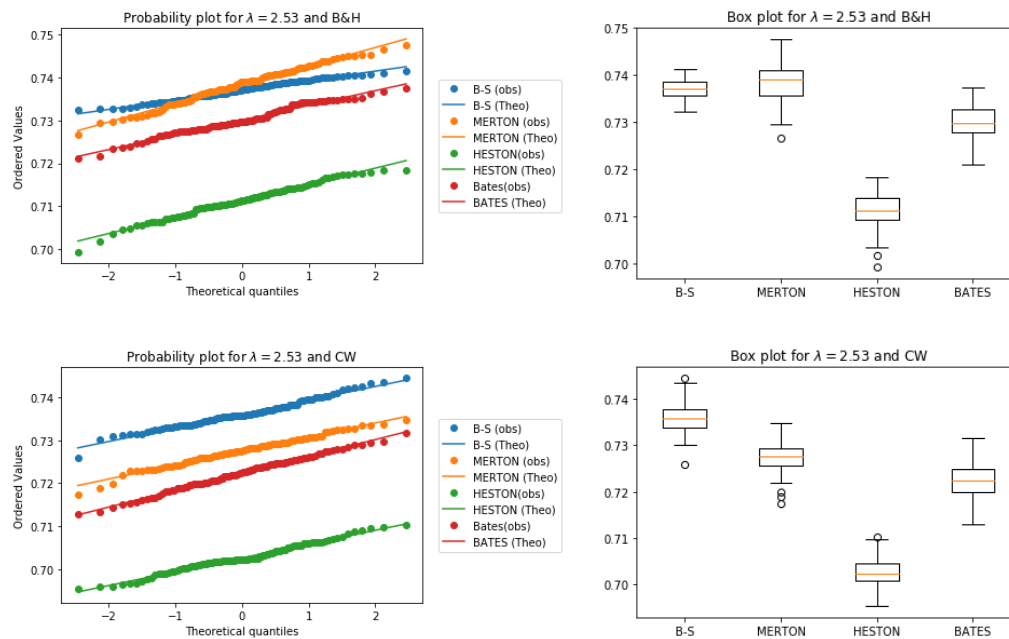 Probability plot for λ = 2.53 and B&H
Ordered Values
0.75
0.74
0.73
0.72
0.71
0.70
−2
−1
0
1
2
Theoretical quantiles
B-S (obs)
B-S (Theo)
MERTON (obs)
MERTON (Theo)
HESTON(obs)
HESTON (Theo)
Bates(obs)
BATES (Theo)
Box plot for λ = 2.53 and B&H
0.75
0.74
0.73
0.72
0.71
0.70
B-S
MERTON
HESTON
BATES
Probability plot for λ = 2.53 and CW
Ordered Values
0.74
0.73
0.72
0.71
0.70
−2
−1
0
1
2
Theoretical quantiles
B-S (obs)
B-S (Theo)
MERTON (obs)
MERTON (Theo)
HESTON(obs)
HESTON (Theo)
Bates(obs)
BATES (Theo)
Box plot for λ = 2.53 and CW
0.74
0.73
0.72
0.71
0.70
B-S
MERTON
HESTON
BATES